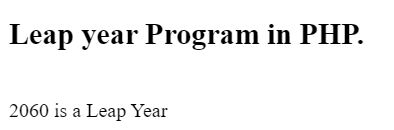 Leap year Program in PHP.
2060 is a Leap Year